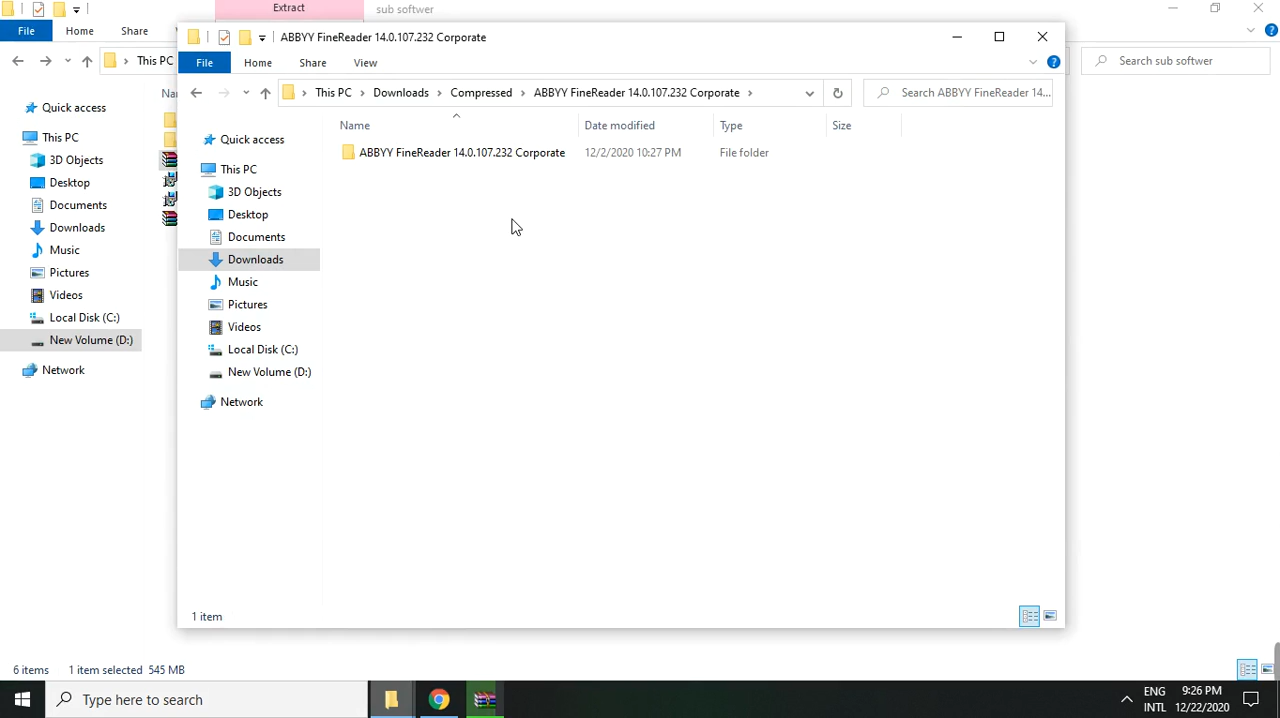 Extract
sub softwer
File
Home
Share
This PC
Search sub softwer
Quick access
This PC
3D Objects
Desktop
Documents
Downloads
Music
Pictures
Videos
Local Disk (C:)
New Volume (D:)
Network
ABBYY FineReader 14.0.107.232 Corporate
File
Home
Share
View
This PC
Downloads
Compressed
ABBYY FineReader 14.0.107.232 Corporate
Search ABBYY FineReader 14....
Name
Date modified
Type
Size
ABBYY FineReader 14.0.107.232 Corporate
12/2/2020 10:27 PM
File folder
Quick access
This PC
3D Objects
Desktop
Documents
Downloads
Music
Pictures
Videos
Local Disk (C:)
New Volume (D:)
Network
1 item
6 items
1 item selected 545 MB
Type here to search
ENG
INTL
9:26 PM
12/22/2020